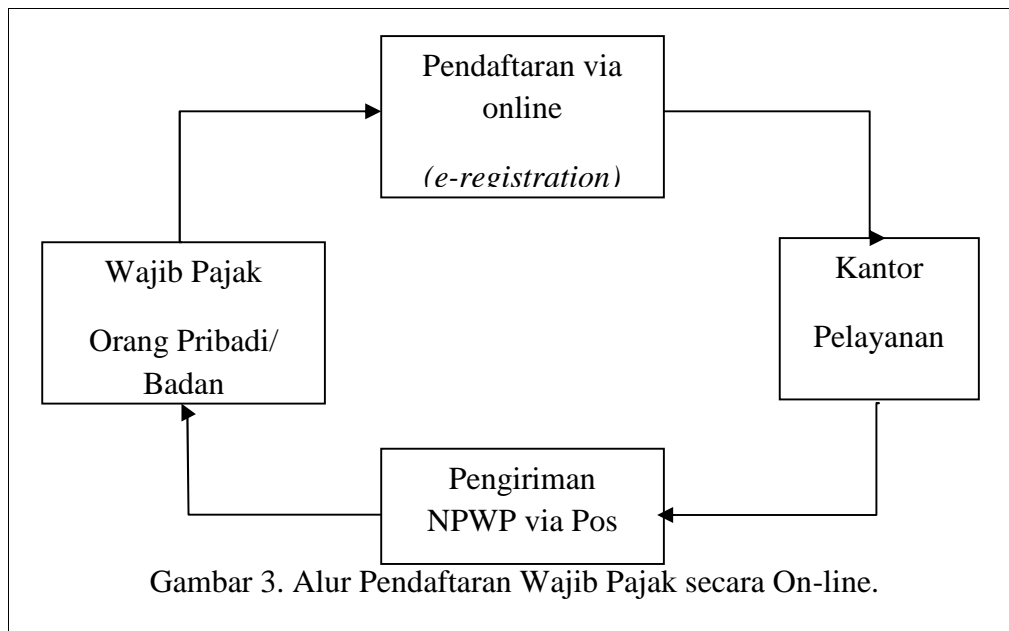 Pendaftaran via
online
(e-registration)
Wajib Pajak
Orang Pribadi/
Badan
Kantor
Pelayanan
Pengiriman
NPWP via Pos
Gambar 3. Alur Pendaftaran Wajib Pajak secara On-line.